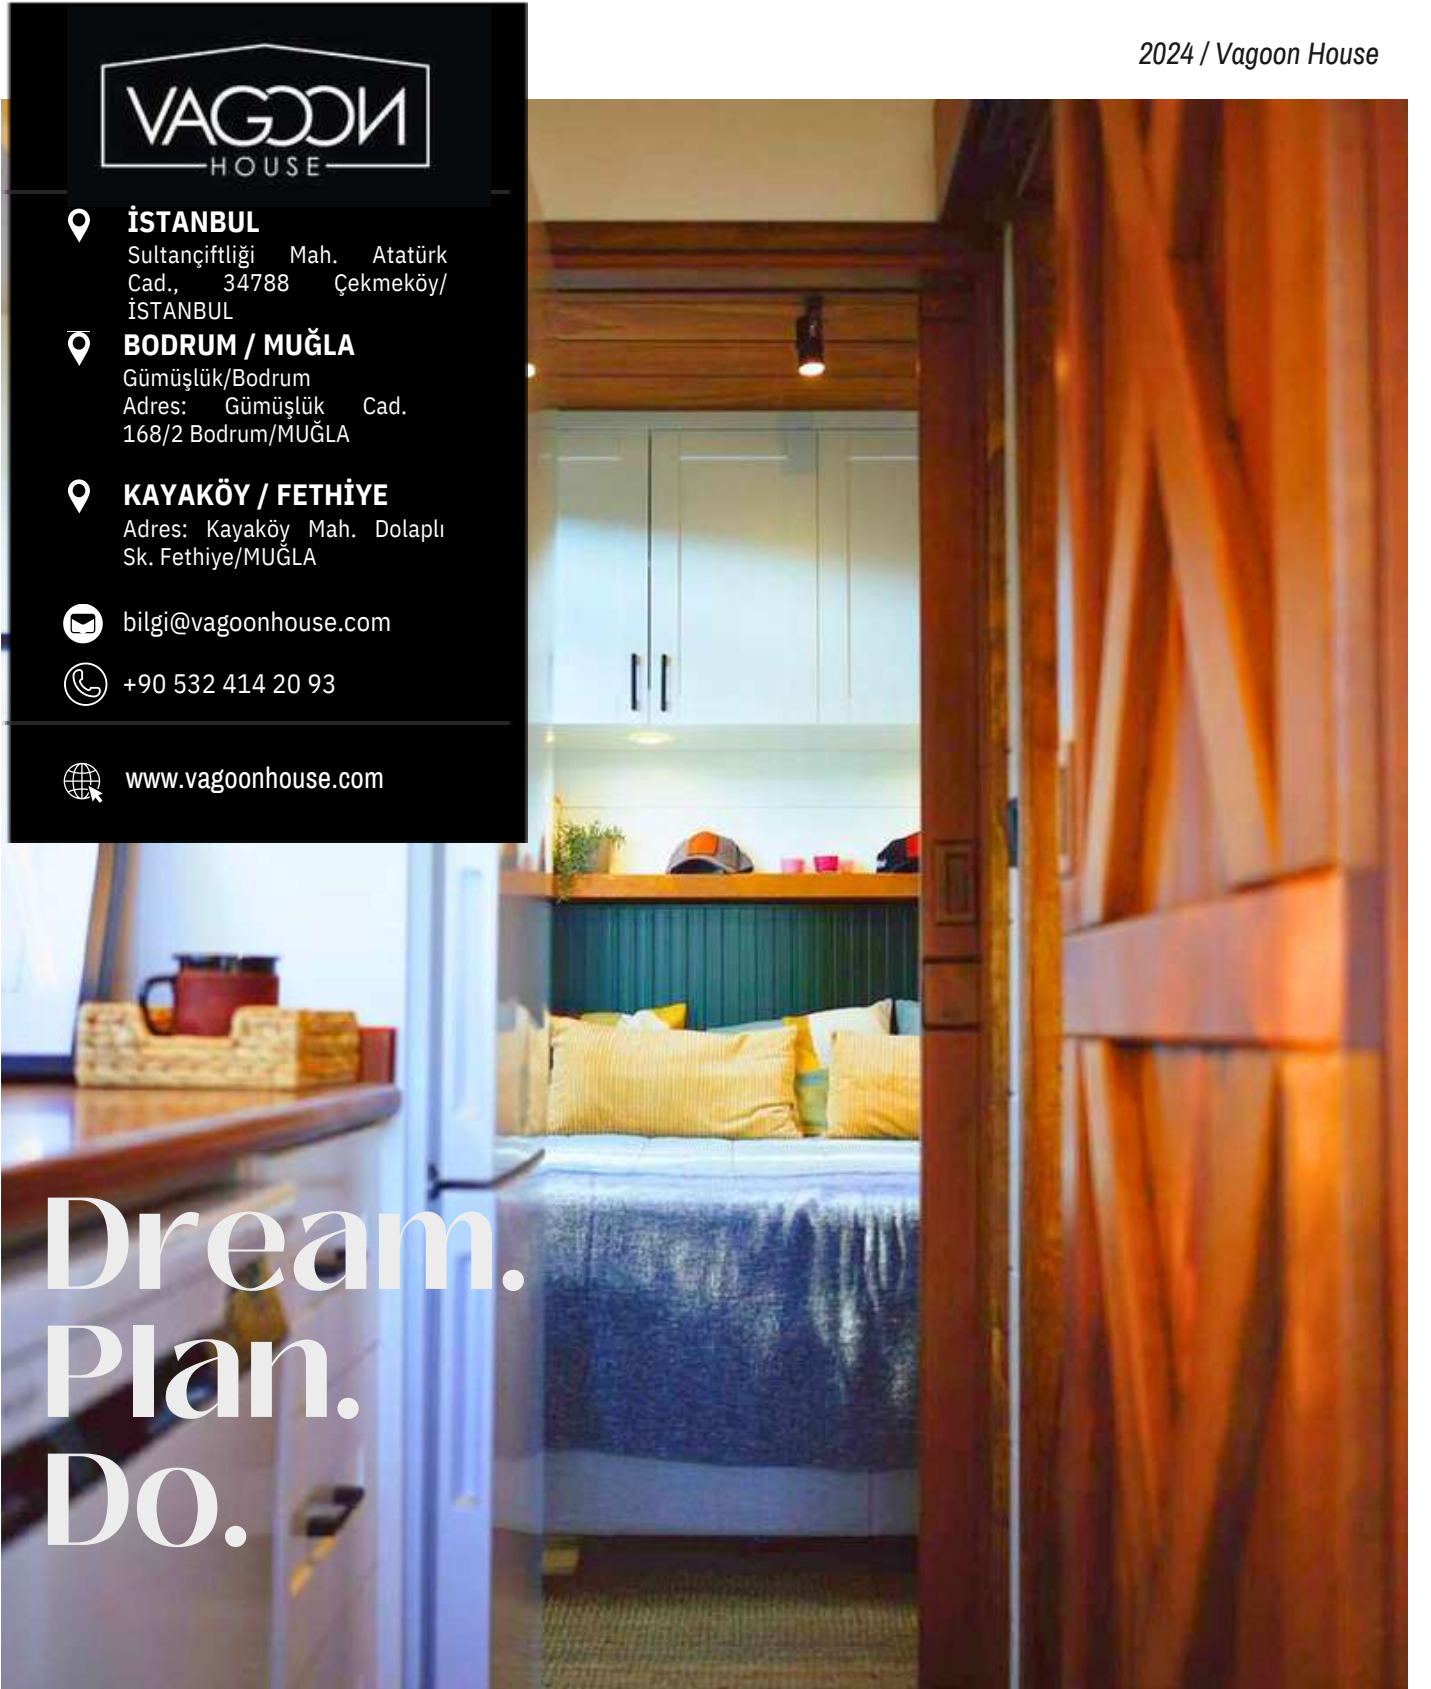 2024 / Vagoon House
VAGOON
HOUSE
İSTANBUL
Sultançiftliği Mah. Atatürk
Cad., 34788 Çekmeköy/
İSTANBUL
BODRUM / MUĞLA
Gümüşlük/Bodrum
Adres: Gümüşlük Cad.
168/2 Bodrum/MUĞLA
KAYAKÖY / FETHİYE
Adres: Kayaköy Mah. Dolaplı
Sk. Fethiye/MUĞLA
bilgi@vagoonhouse.com
+90 532 414 20 93
www.vagoonhouse.com
Dream.
Plan.
Do.